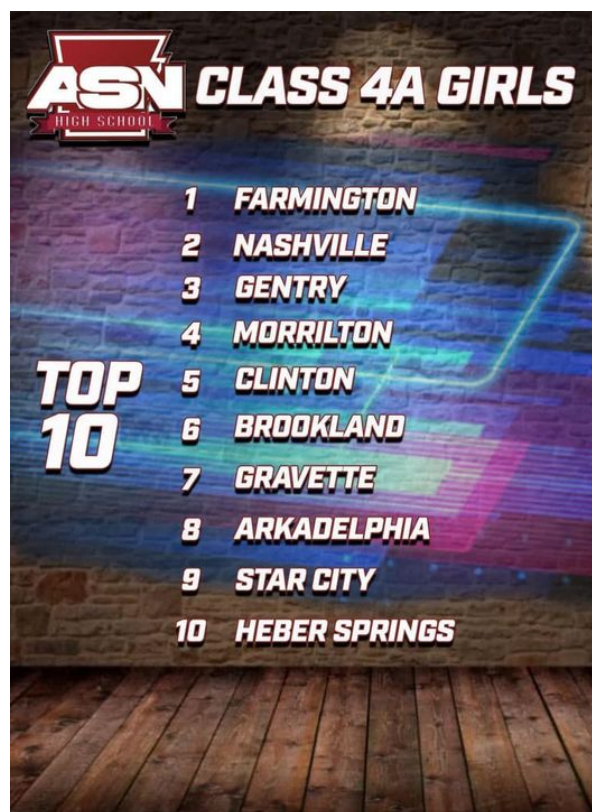 ASN
HIGH SCHOOL
CLASS 4A GIRLS
TOP
10
1 FARMINGTON
2 NASHVILLE
3 GENTRY
4 MORRILTON
5 CLINTON
6 BROOKLAND
7 GRAVETTE
8 ARKADELPHIA
9 STAR CITY
10 HEBER SPRINGS